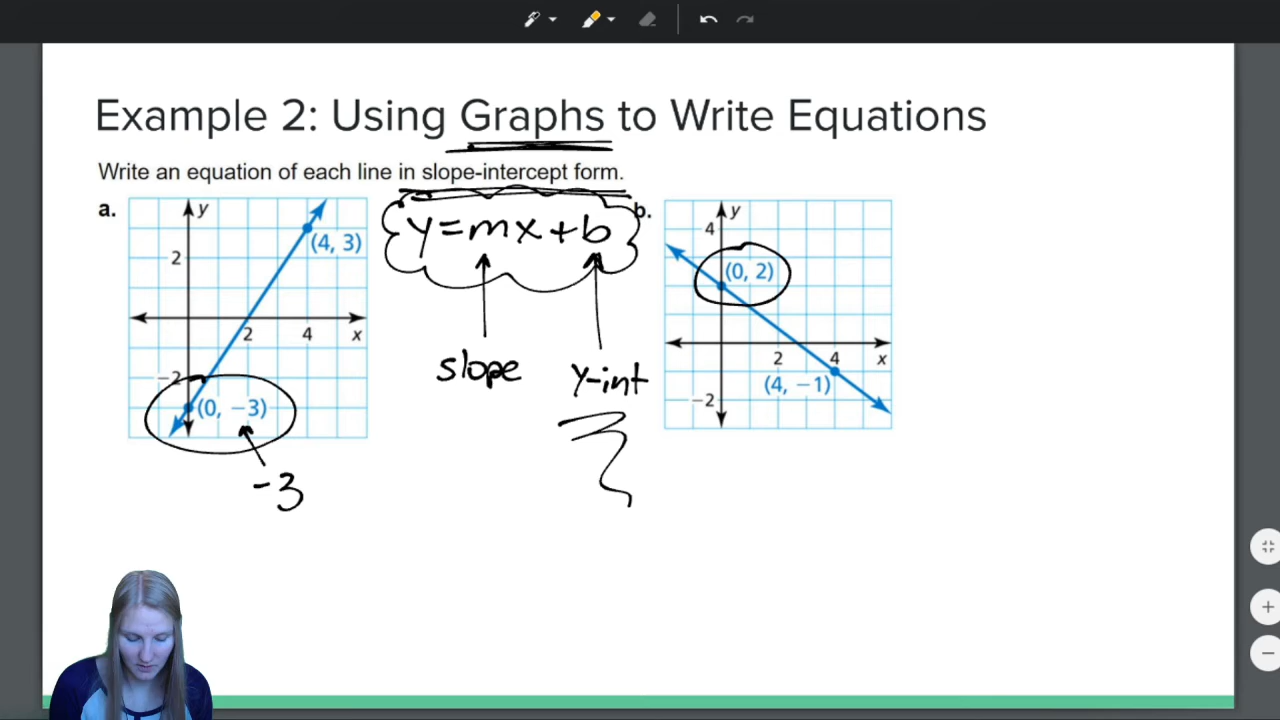 Example 2: Using Graphs to Write Equations
Write an equation of each line in slope-intercept form.
a.
y
(4, 3)
2
2
4
x
−2
(0, −3)
-3
y=mx+b
slope
y-int
b.
y
4
(0, 2)
2
4
x
(4, −1)
−2